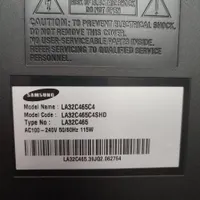 TO PREVENT ELECTRICAL SHOCK,
DO NOT REMOVE THIS COVER.
NO USER-SERVICEABLE PARTS INSIDE.
REFER SERVICING TO QUALIFIED SERVICE
PERSONNEL.
SAMSUNG
Model Name : LA32C465C4
Model Code : LA32C465C4SHD
Type No : LA32C465
AC100 - 240V 50/60Hz 115W